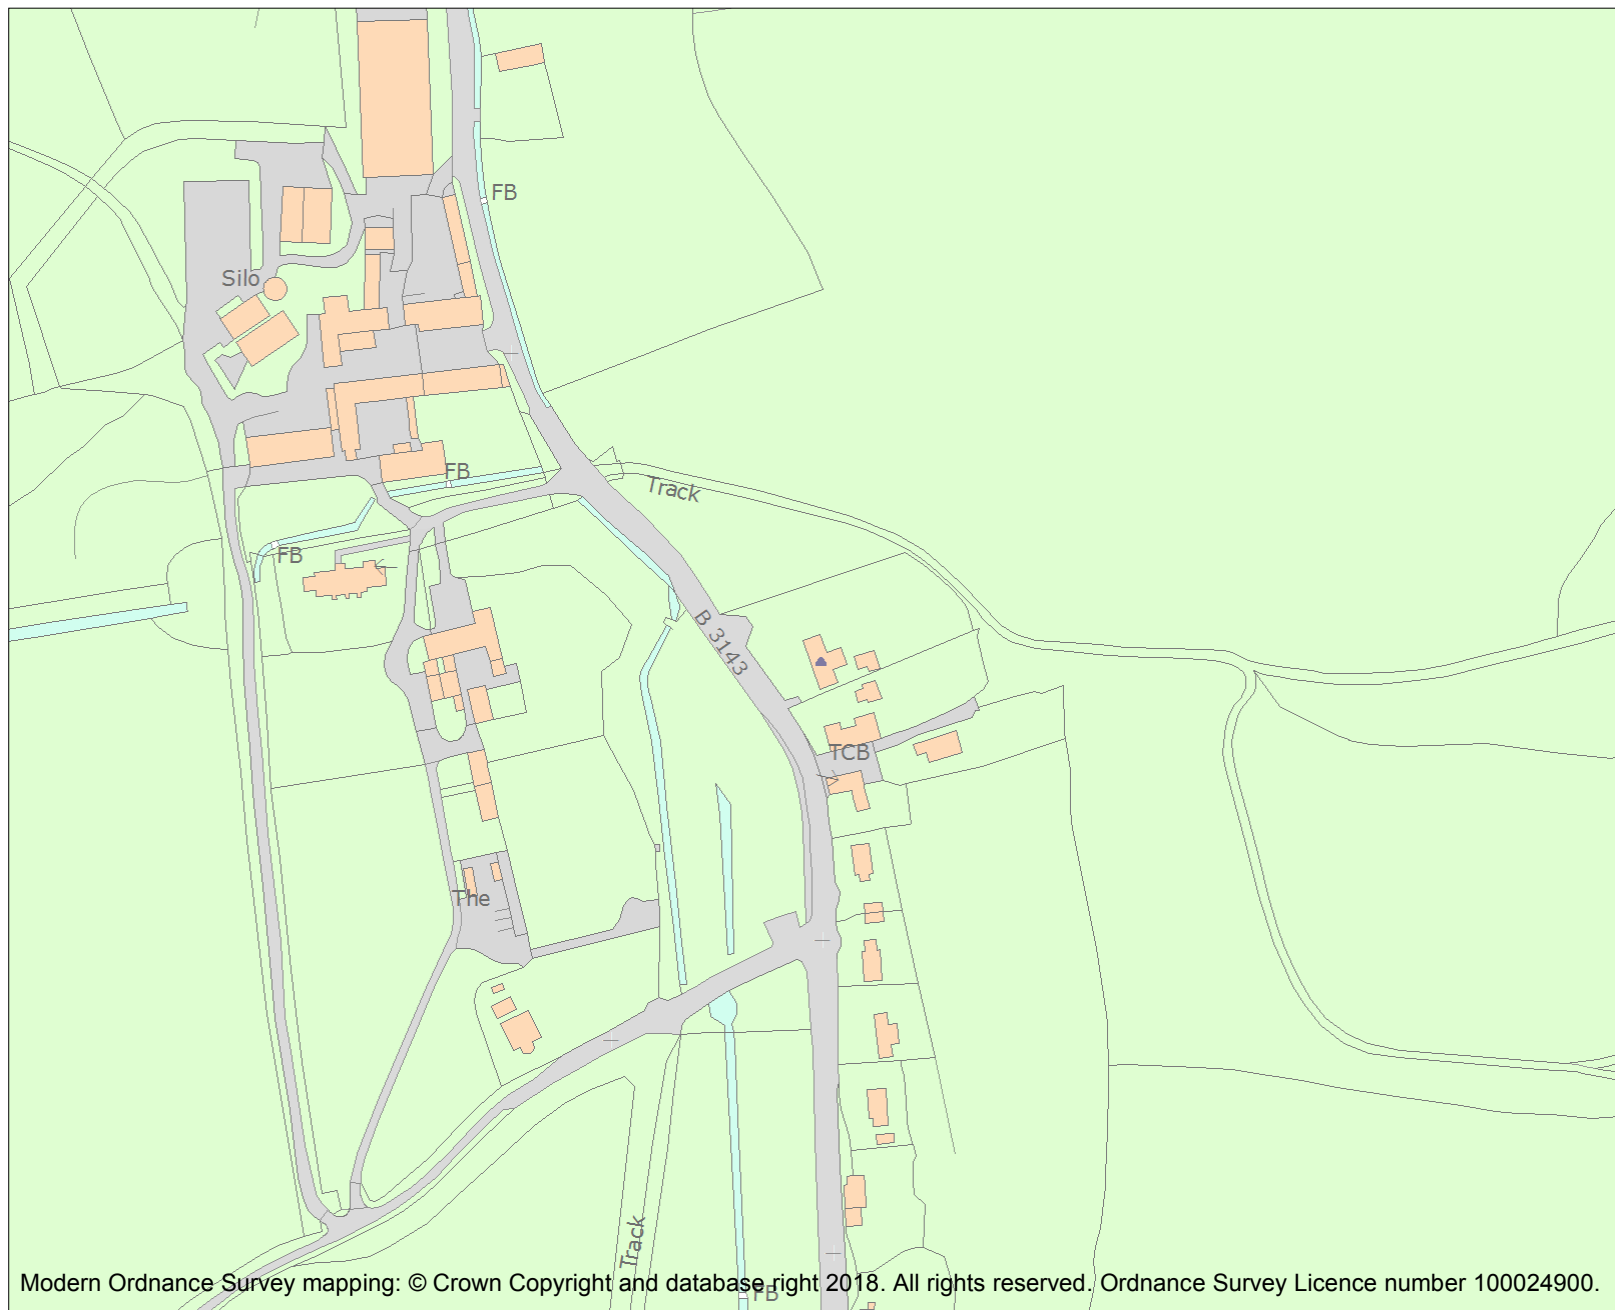 FB
Silo
FB
Track
FB
B 3143
TCB
The
Track
Modern Ordnance Survey mapping: © Crown Copyright and database right 2018. All rights reserved. Ordnance Survey Licence number 100024900.
FB